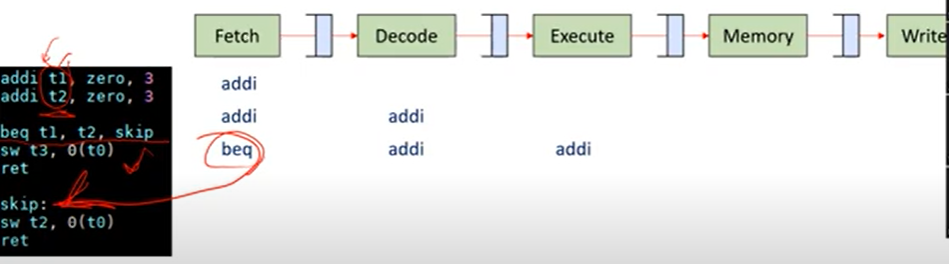 Fetch Decode Execute Memory Write
addi t1, zero, 3
addi t2, zero, 3
beq t1, t2, skip
sw t3, 0(t0)
ret
skip:
sw t2, 0(t0)
ret
addi
addi addi
beq addi addi